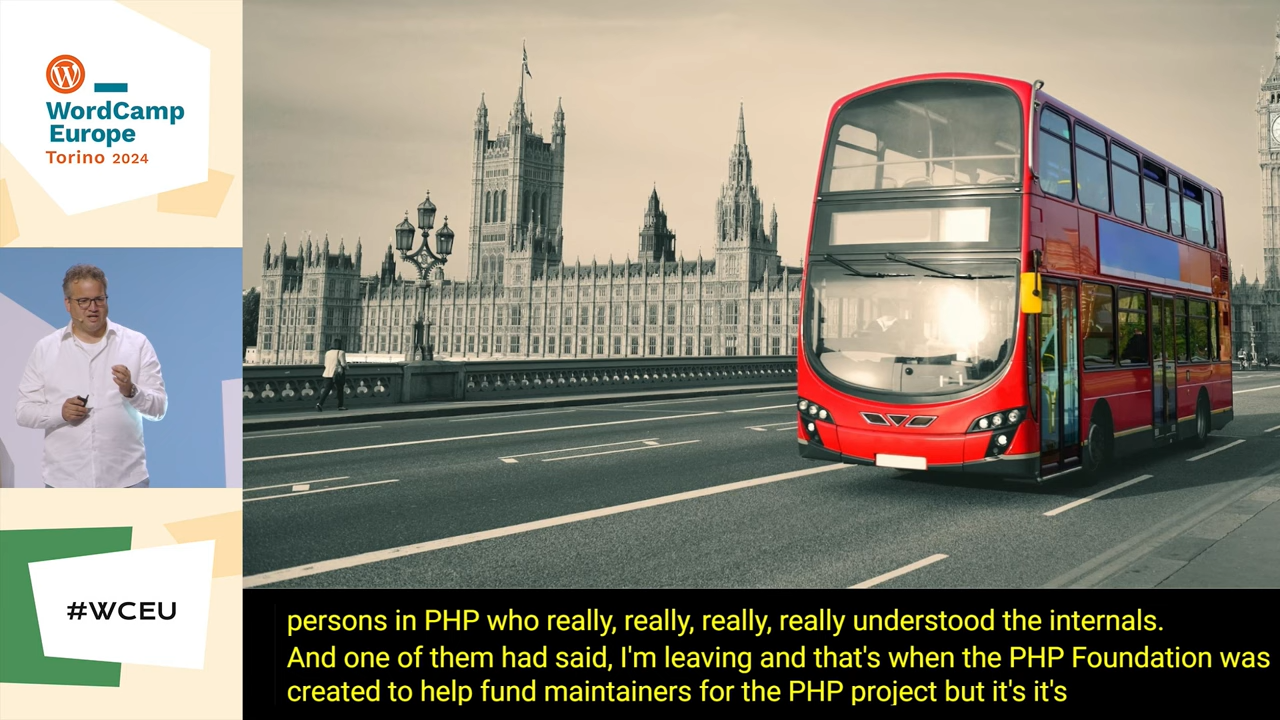 WordCamp
Europe
Torino 2024
#WCEU
persons in PHP who really, really, really, really understood the internals.
And one of them had said, I'm leaving and that's when the PHP Foundation was
created to help fund maintainers for the PHP project but it's it's